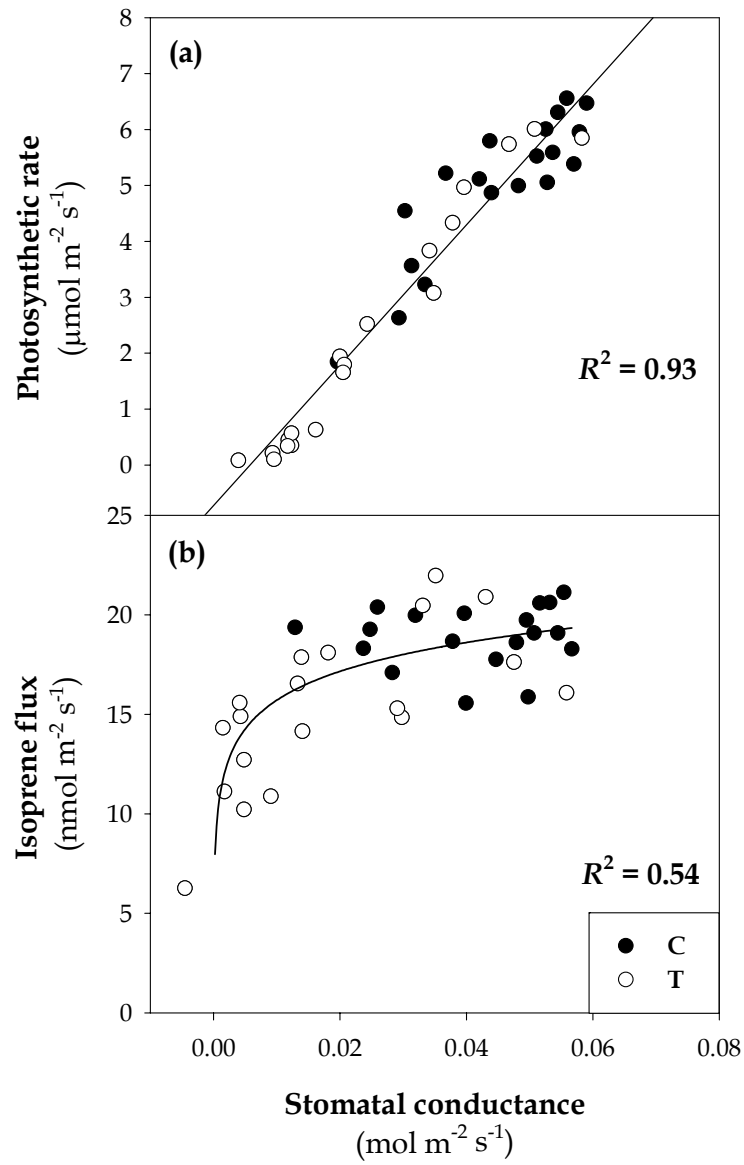 (a)
8
7
6
5
4
3
2
1
0
Photosynthetic rate
(µmol m⁻² s⁻¹)
R² = 0.93
(b)
25
20
15
10
5
0
Isoprene flux
(nmol m⁻² s⁻¹)
R² = 0.54
C
T
0.00 0.02 0.04 0.06 0.08
Stomatal conductance
(mol m⁻² s⁻¹)